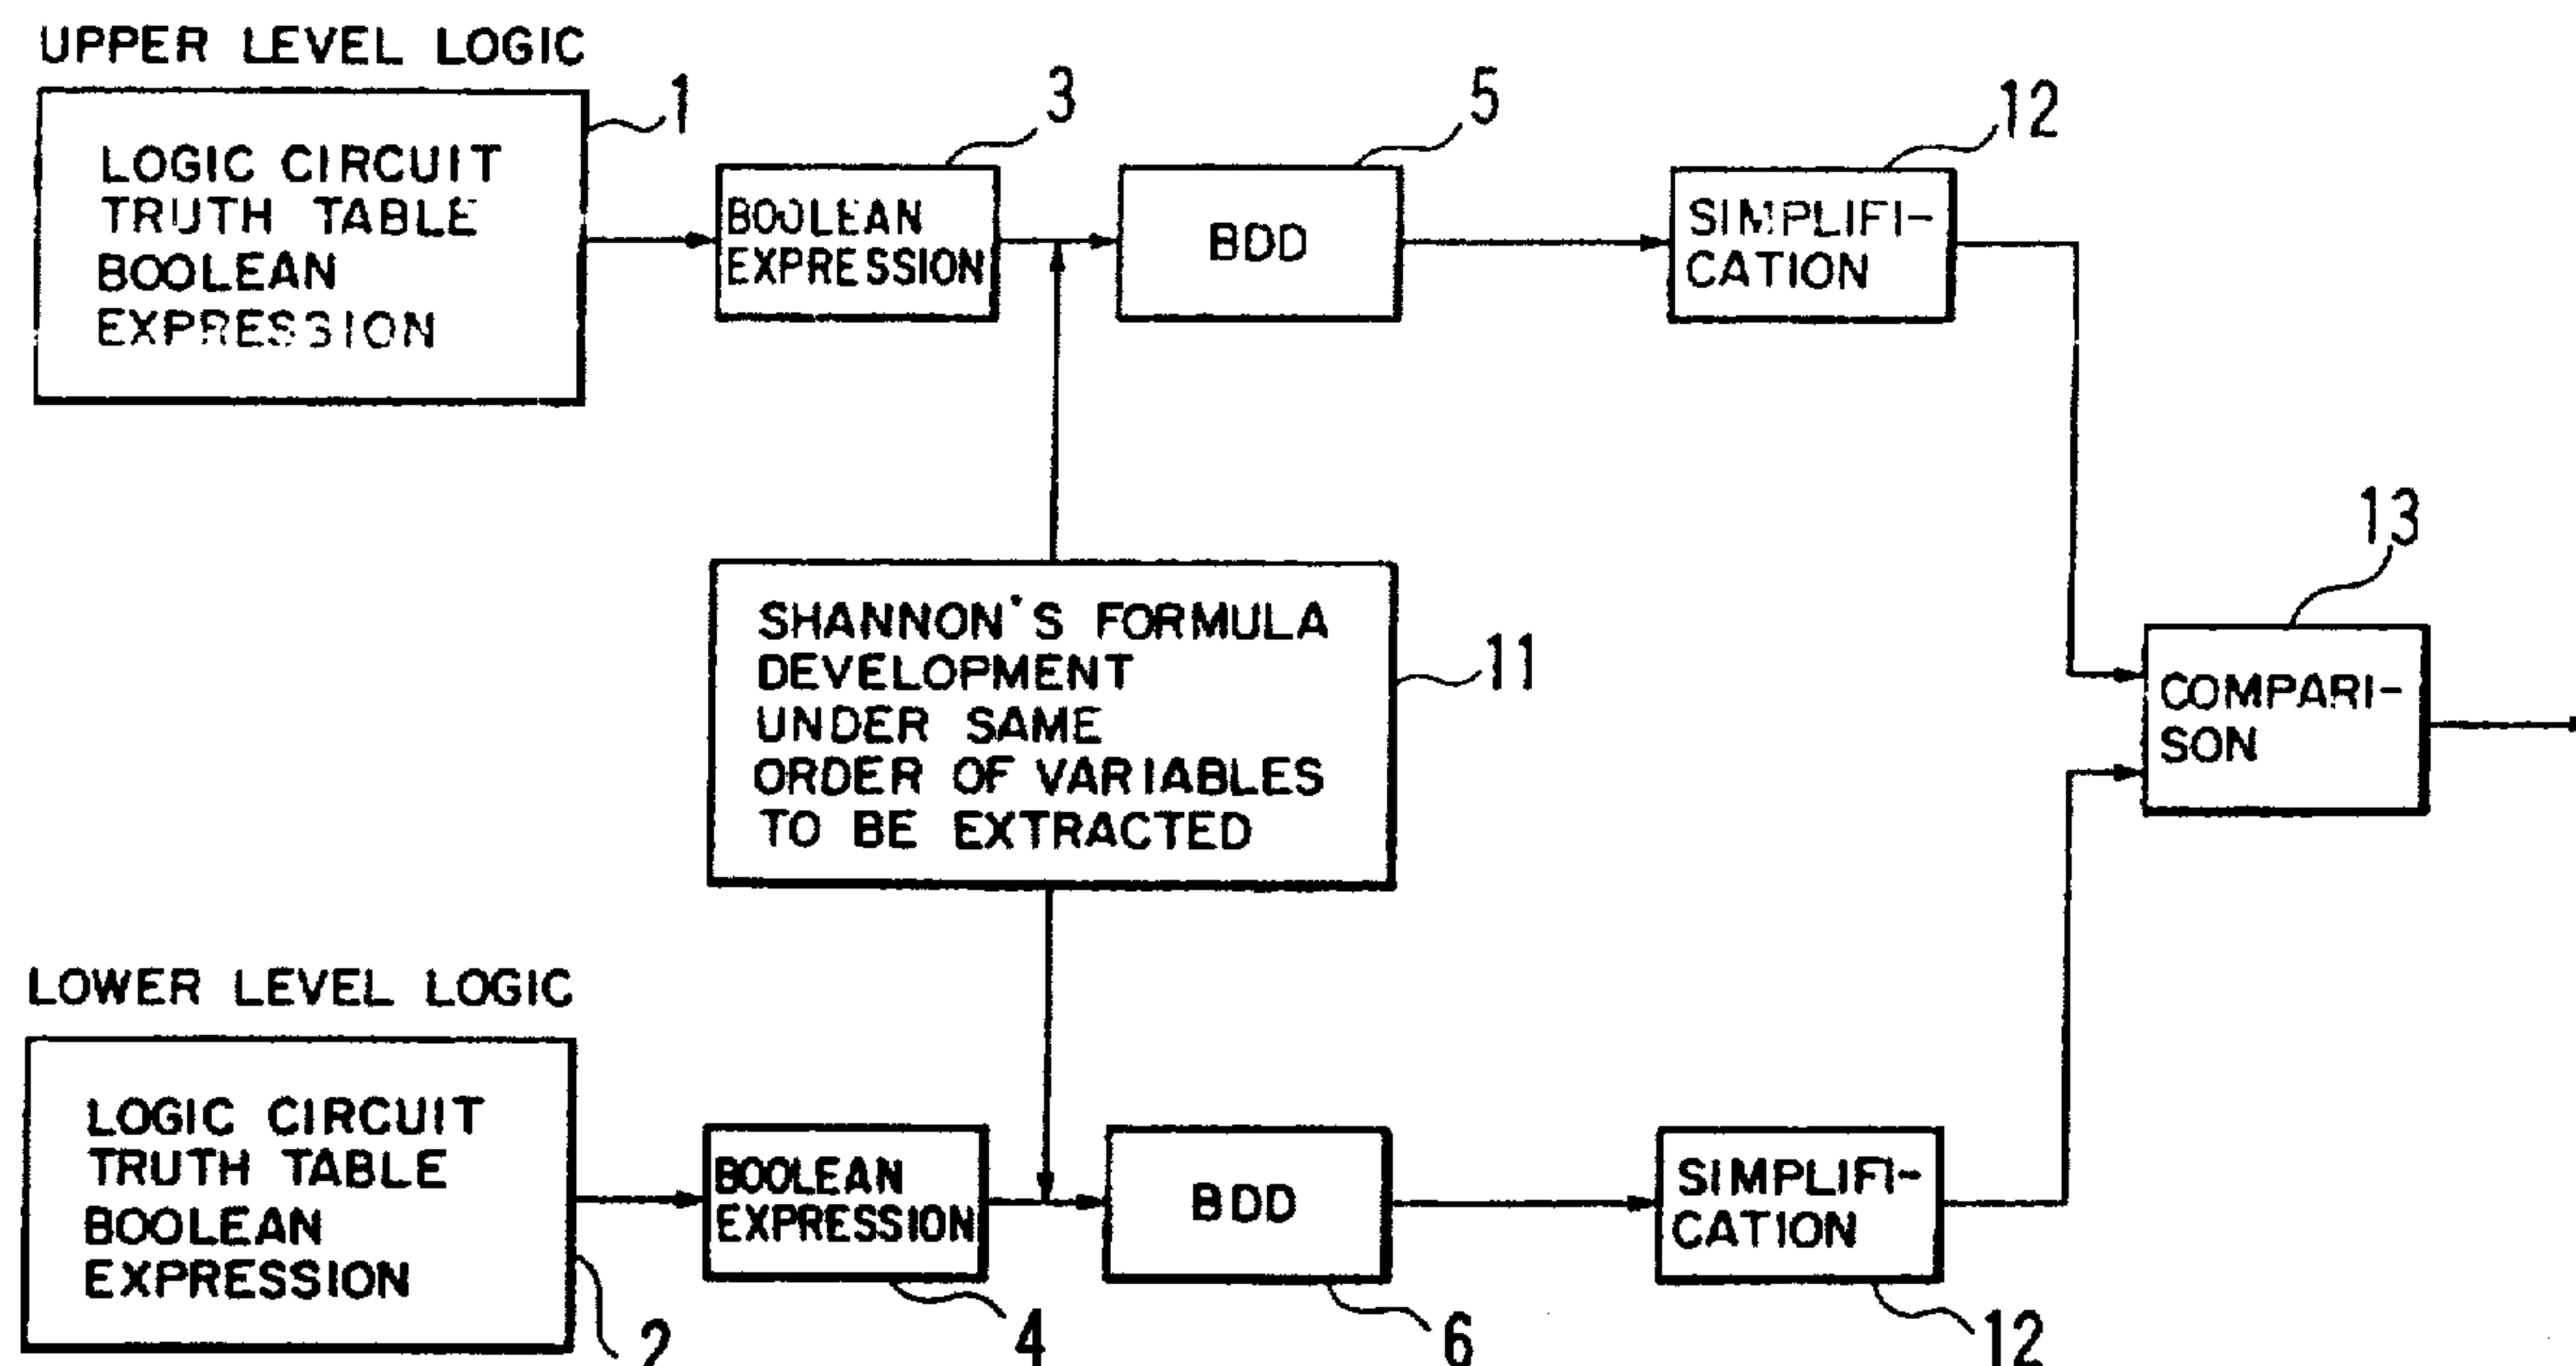 UPPER LEVEL LOGIC
1
LOGIC CIRCUIT
TRUTH TABLE
BOOLEAN
EXPRESSION
3
BOOLEAN
EXPRESSION
5
BDD
12
SIMPLIFI-
CATION
SHANNON'S FORMULA
DEVELOPMENT
UNDER SAME
ORDER OF VARIABLES
TO BE EXTRACTED
11
13
COMPARI-
SON
LOWER LEVEL LOGIC
LOGIC CIRCUIT
TRUTH TABLE
BOOLEAN
EXPRESSION
2
BOOLEAN
EXPRESSION
4
BDD
6
SIMPLIFI-
CATION
12